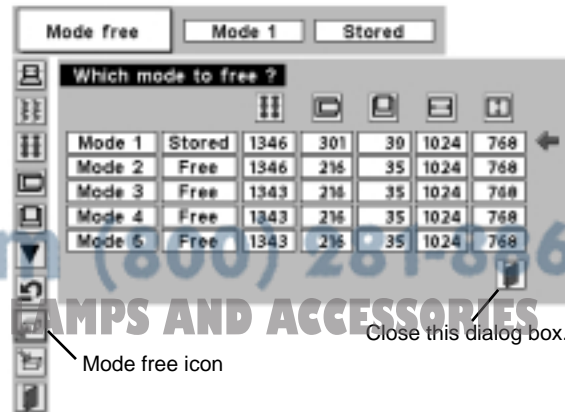 Mode free Mode 1 Stored
Which mode to free ?
Mode 1 Stored 1346 301 39 1024 768
Mode 2 Free 1346 216 35 1024 768
Mode 3 Free 1343 216 35 1024 768
Mode 4 Free 1343 216 35 1024 768
Mode 5 Free 1343 216 35 1024 768
(800) 281-886
LAMPS AND ACCESSORIES
Close this dialog box.
Mode free icon